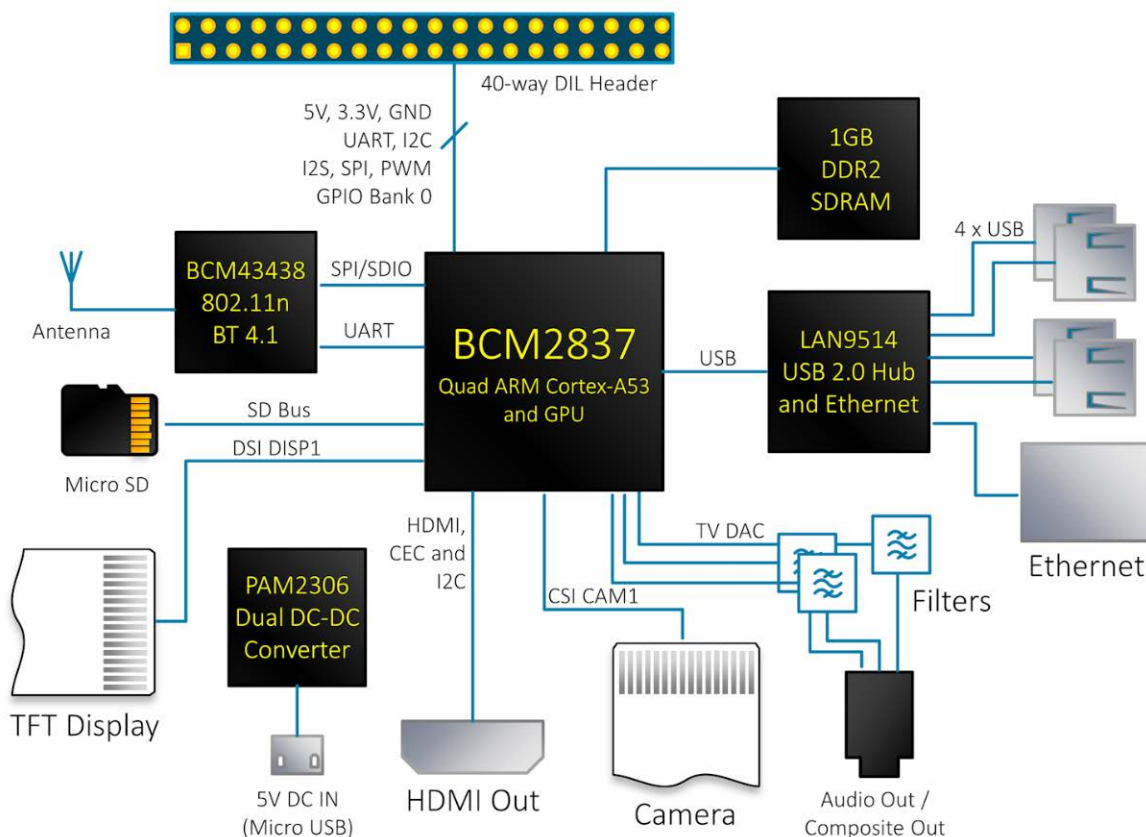 40-way DIL Header
5V, 3.3V, GND
UART, I2C
I2S, SPI, PWM
GPIO Bank 0
1GB
DDR2
SDRAM
4 x USB
BCM43438
802.11n
BT 4.1
SPI/SDIO
UART
Antenna
BCM2837
Quad ARM Cortex-A53
and GPU
USB
LAN9514
USB 2.0 Hub
and Ethernet
SD Bus
DSI DISP1
Micro SD
HDMI,
CEC and
I2C
TV DAC
Ethernet
PAM2306
Dual DC-DC
Converter
CSI CAM1
Filters
TFT Display
5V DC IN
(Micro USB)
HDMI Out
Camera
Audio Out /
Composite Out